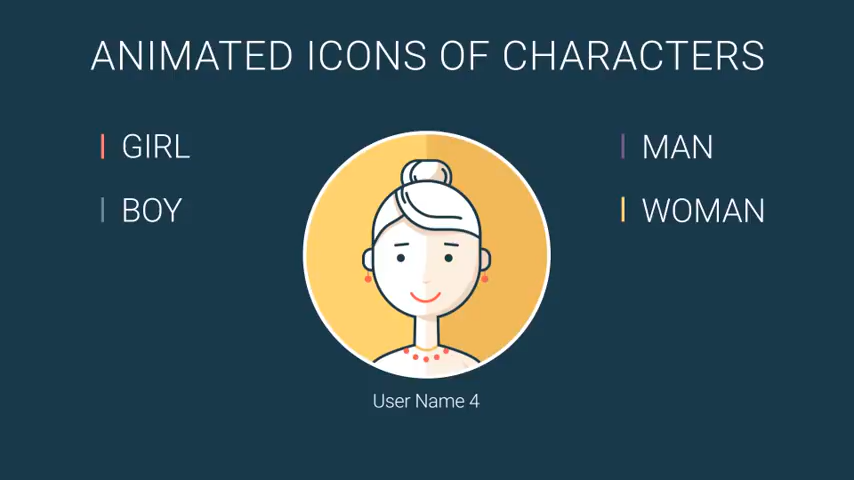 ANIMATED ICONS OF CHARACTERS
GIRL
BOY
MAN
WOMAN
User Name 4